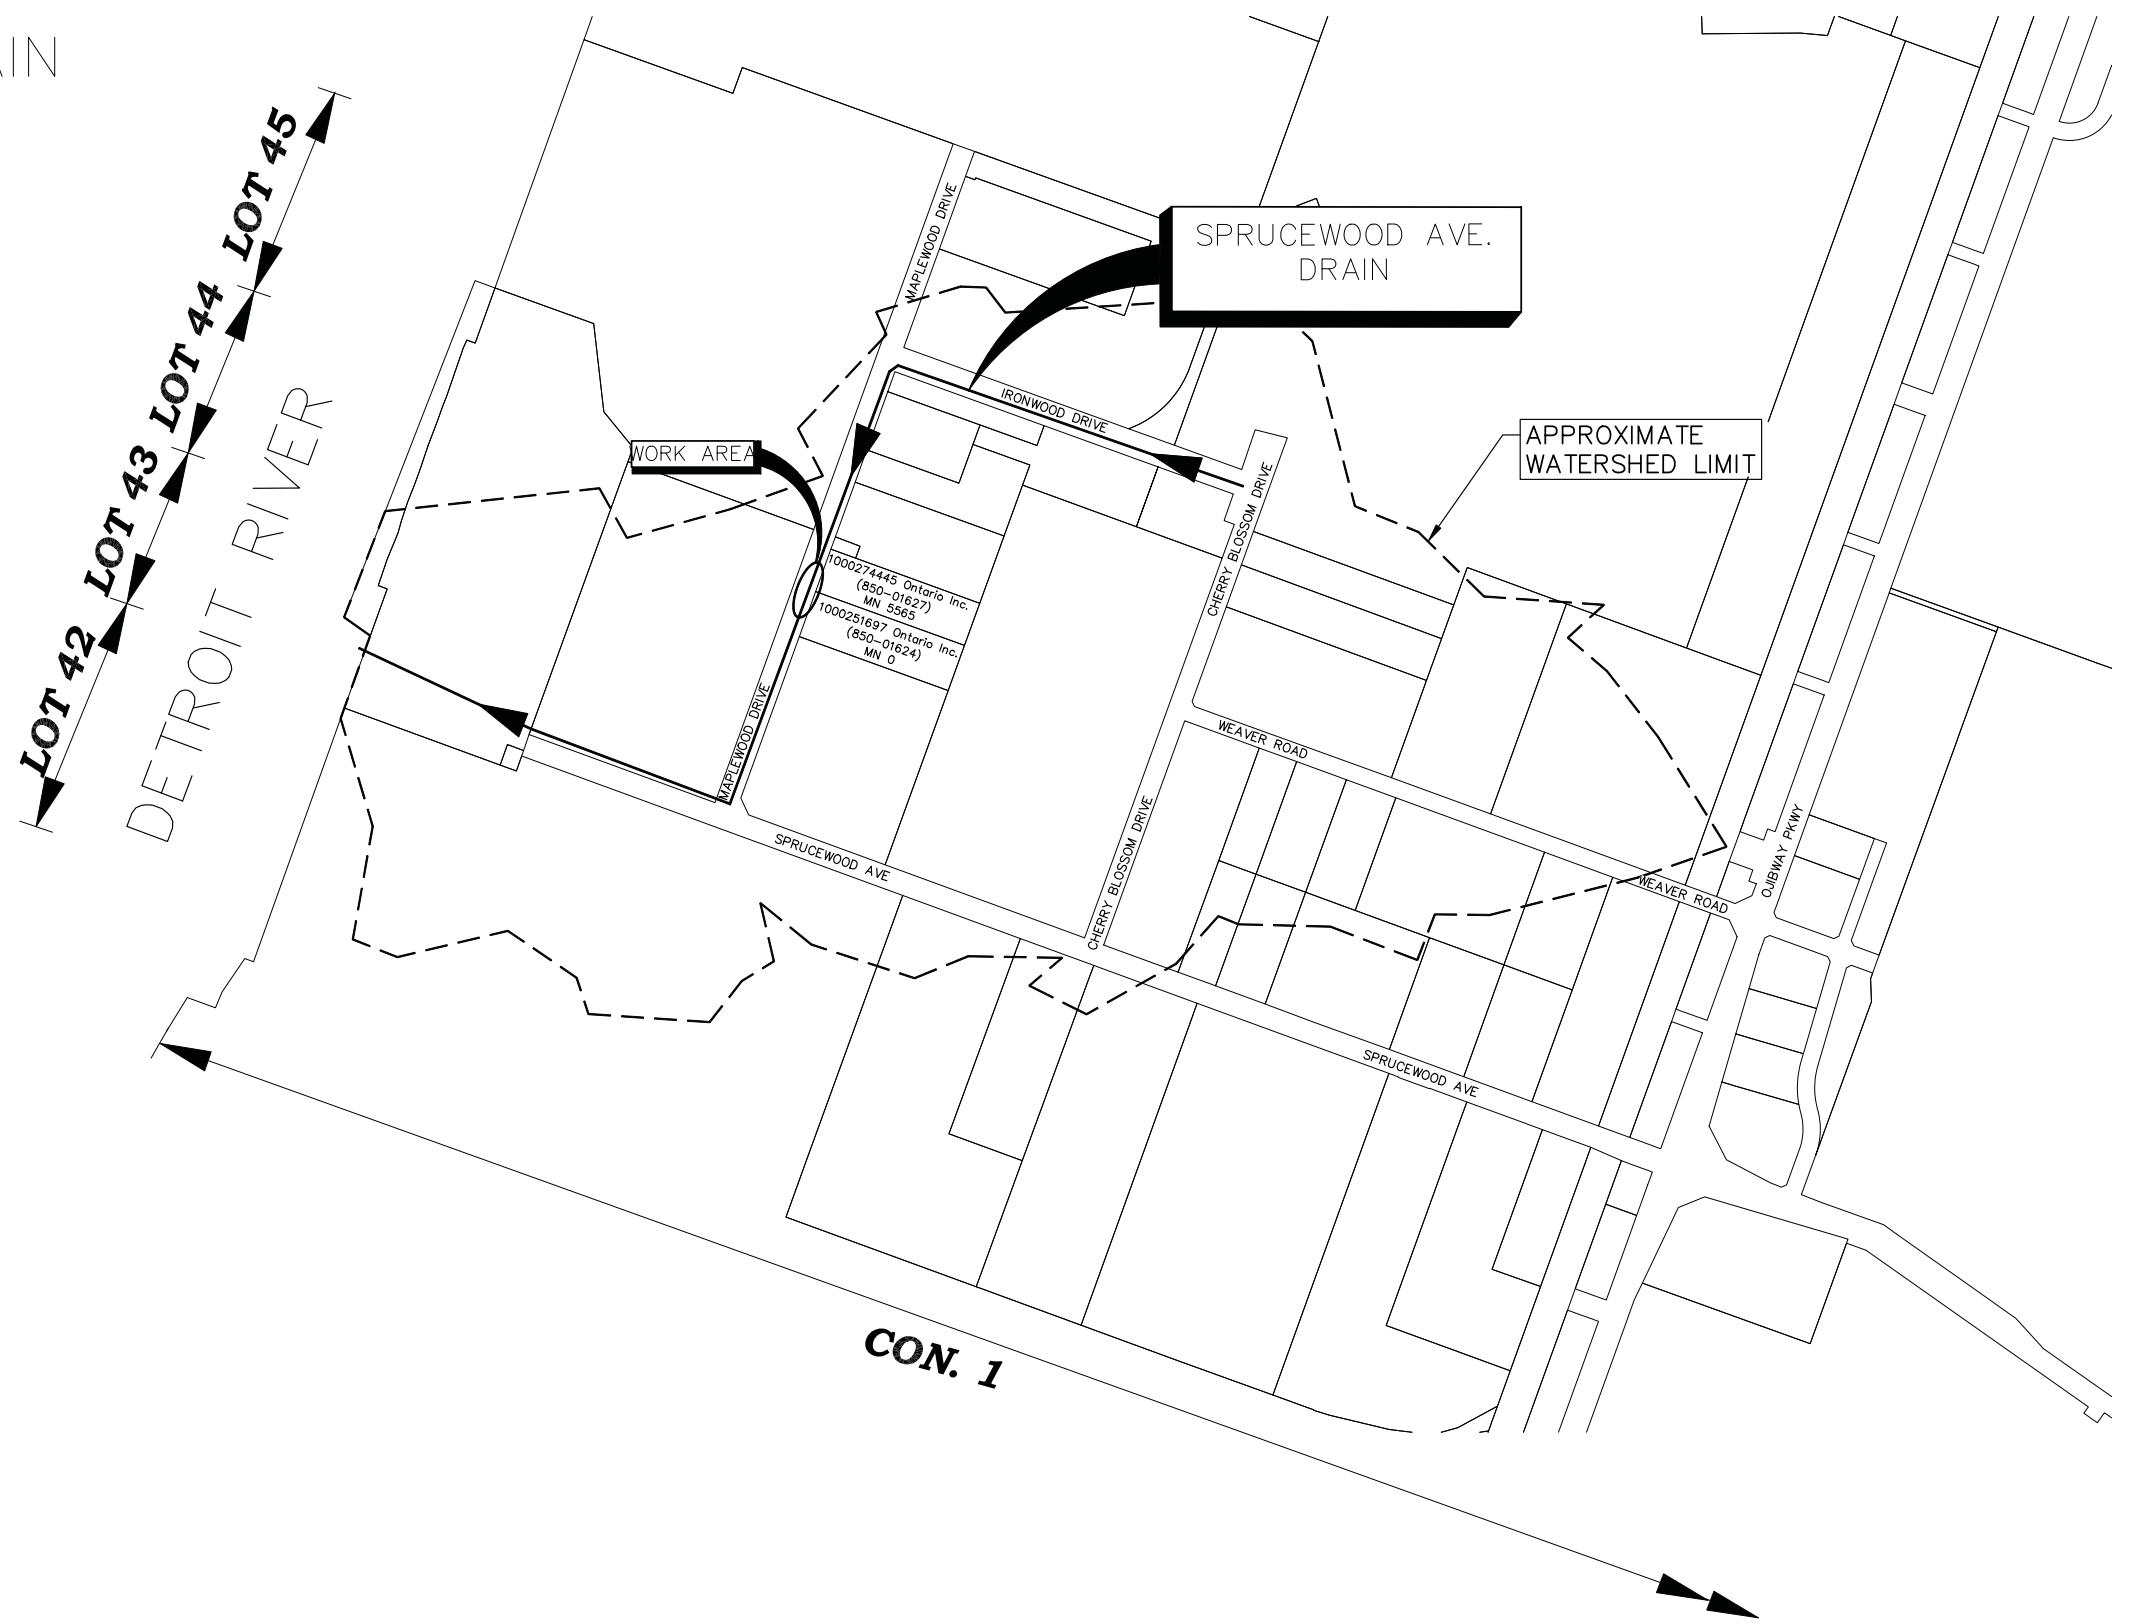 LOT 45
LOT 44
LOT 43
LOT 42
DETROIT RIVER
MAPLEWOOD DRIVE
SPRUCEWOOD AVE.
DRAIN
IRONWOOD DRIVE
WORK AREA
APPROXIMATE
WATERSHED LIMIT
CHERRY BLOSSOM DRIVE
1000274445 Ontario Inc.
(850-01627)
MN 5565
1000251697 Ontario Inc.
(850-01624)
MN 0
MAPLEWOOD DRIVE
WEAVER ROAD
SPRUCEWOOD AVE
CHERRY BLOSSOM DRIVE
OJIBWAY PKWY
WEAVER ROAD
SPRUCEWOOD AVE
CON. 1